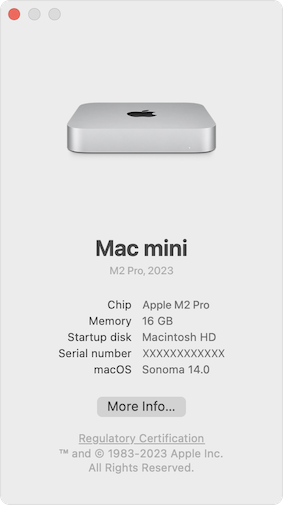 Mac mini
M2 Pro, 2023
Chip Apple M2 Pro
Memory 16 GB
Startup disk Macintosh HD
Serial number XXXXXXXXXXXX
macOS Sonoma 14.0
More Info...
Regulatory Certification
™ and © 1983-2023 Apple Inc.
All Rights Reserved.